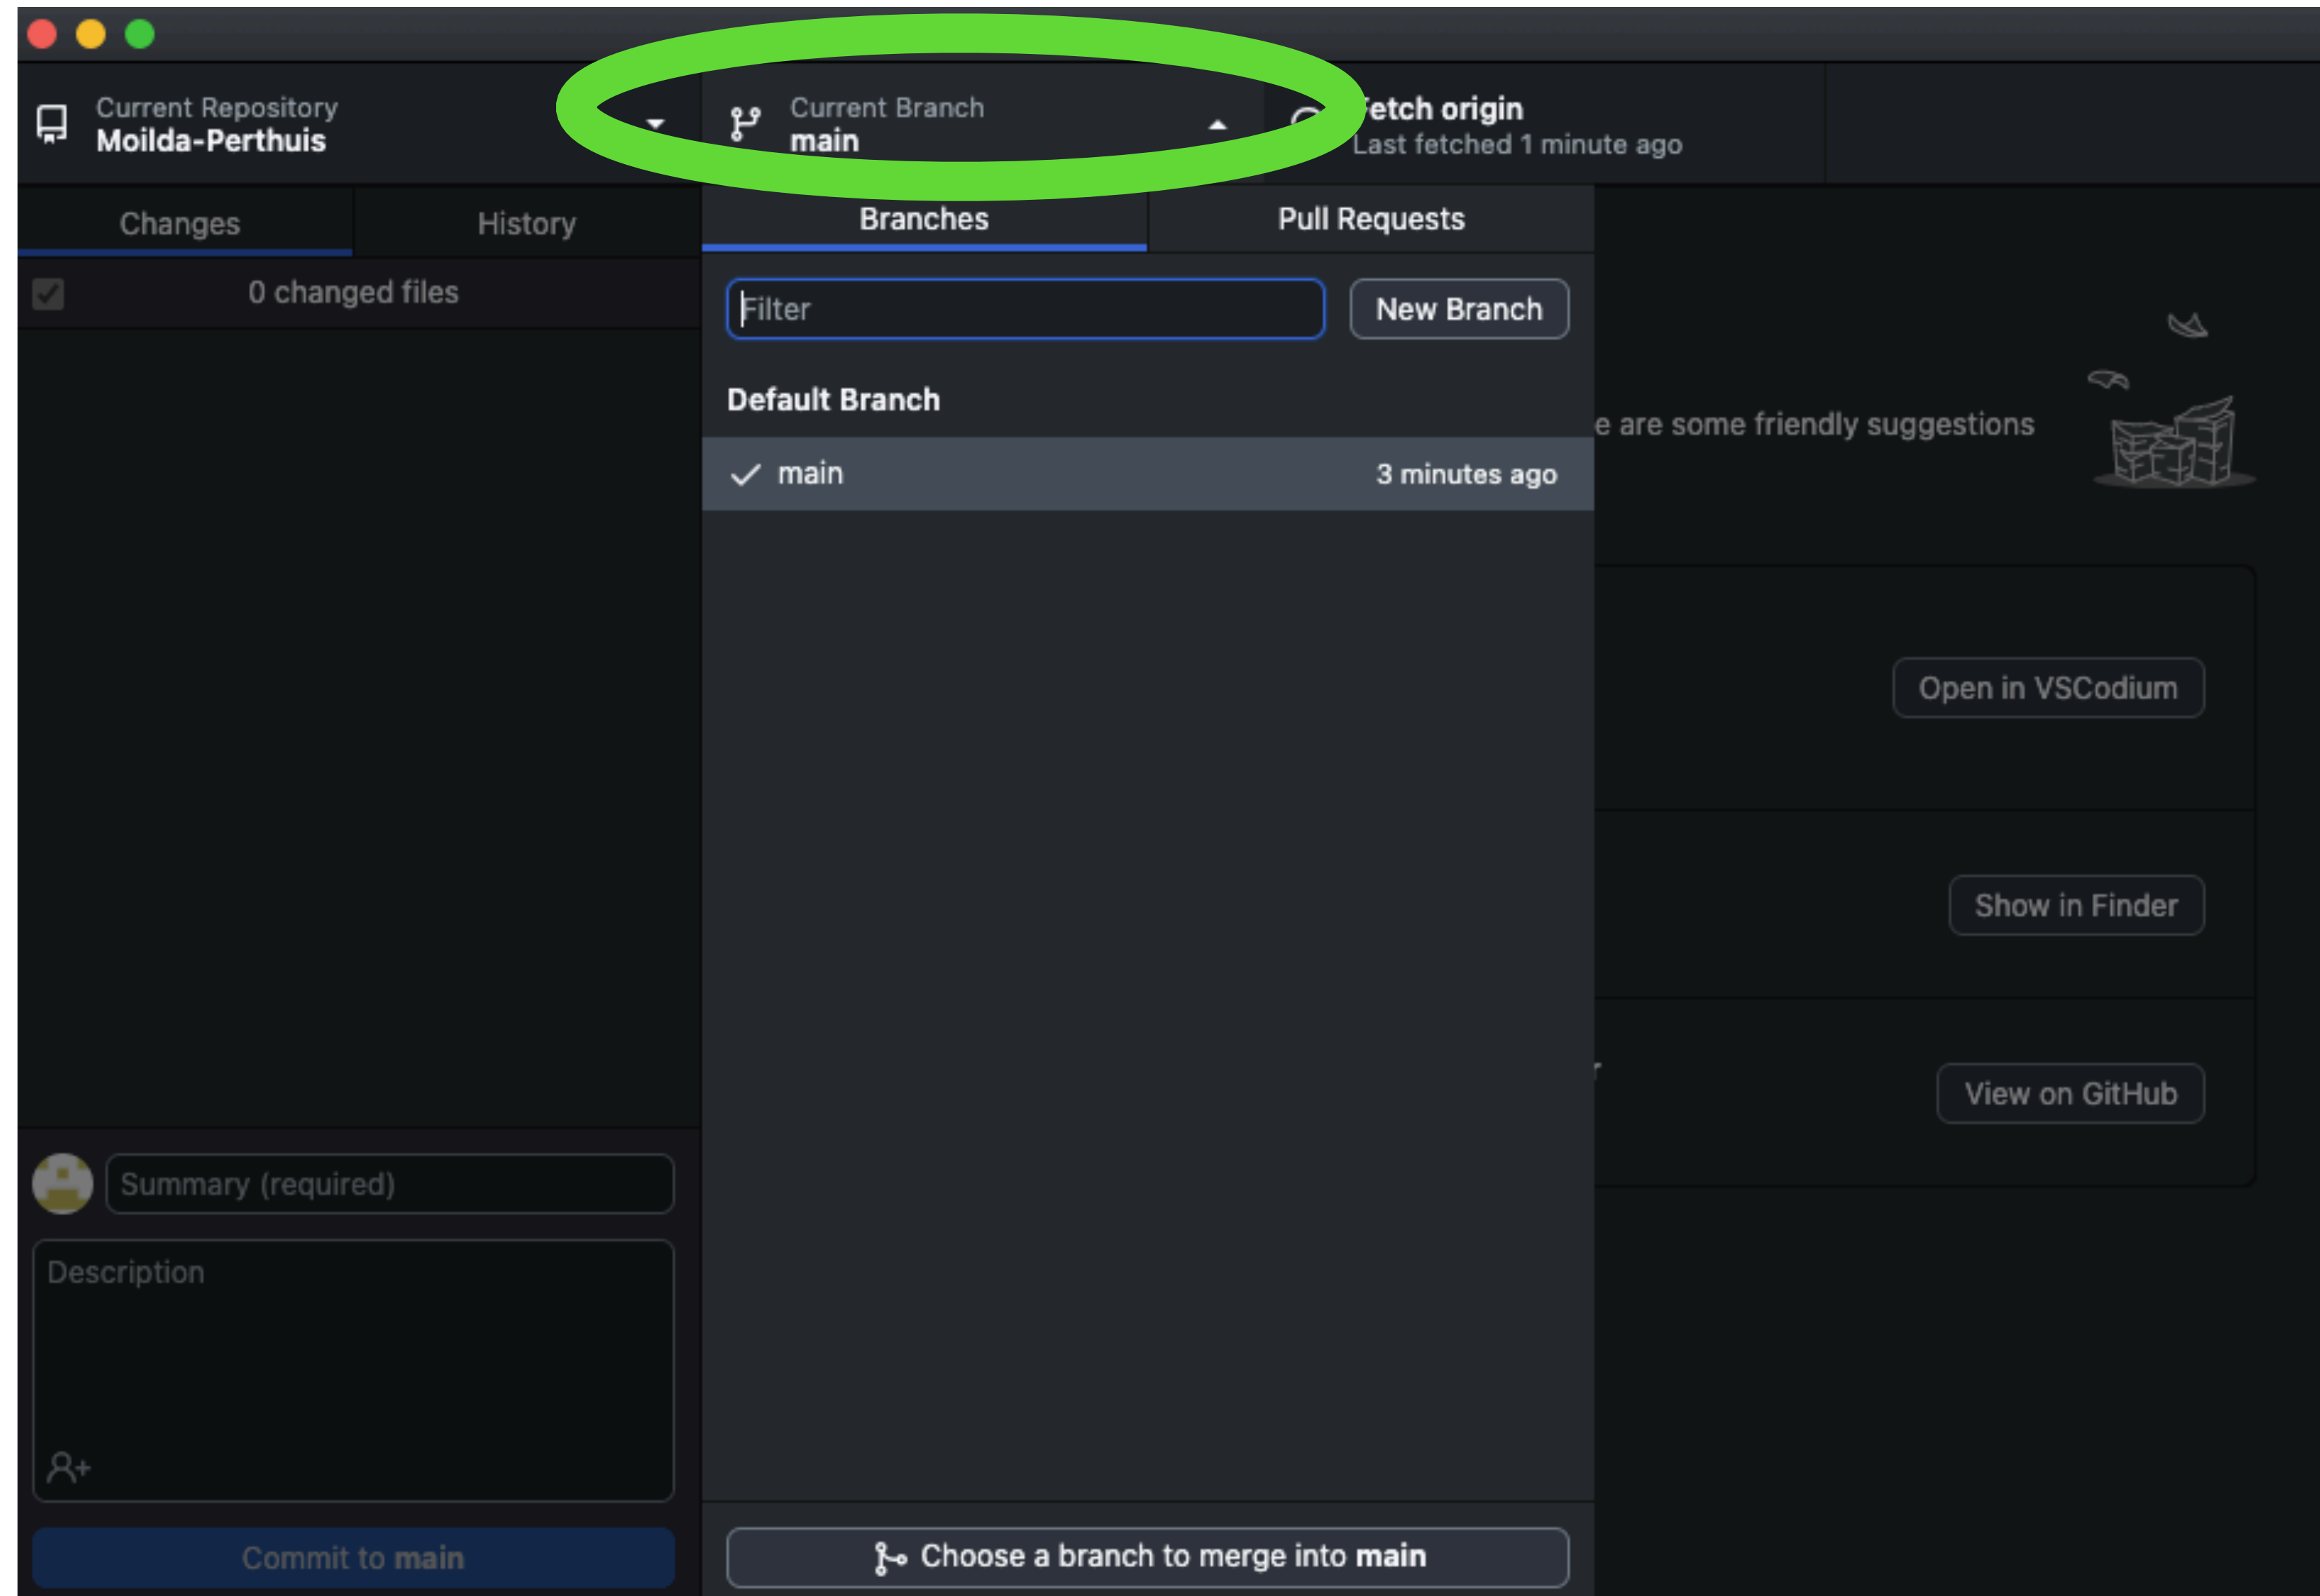 Current Repository
Moilda-Perthuis
Current Branch
main
Fetch origin
Last fetched 1 minute ago
Changes
History
Branches
Pull Requests
0 changed files
Filter
New Branch
Default Branch
main
3 minutes ago
are some friendly suggestions
Open in VSCodium
Show in Finder
View on GitHub
Summary (required)
Description
Commit to main
Choose a branch to merge into main